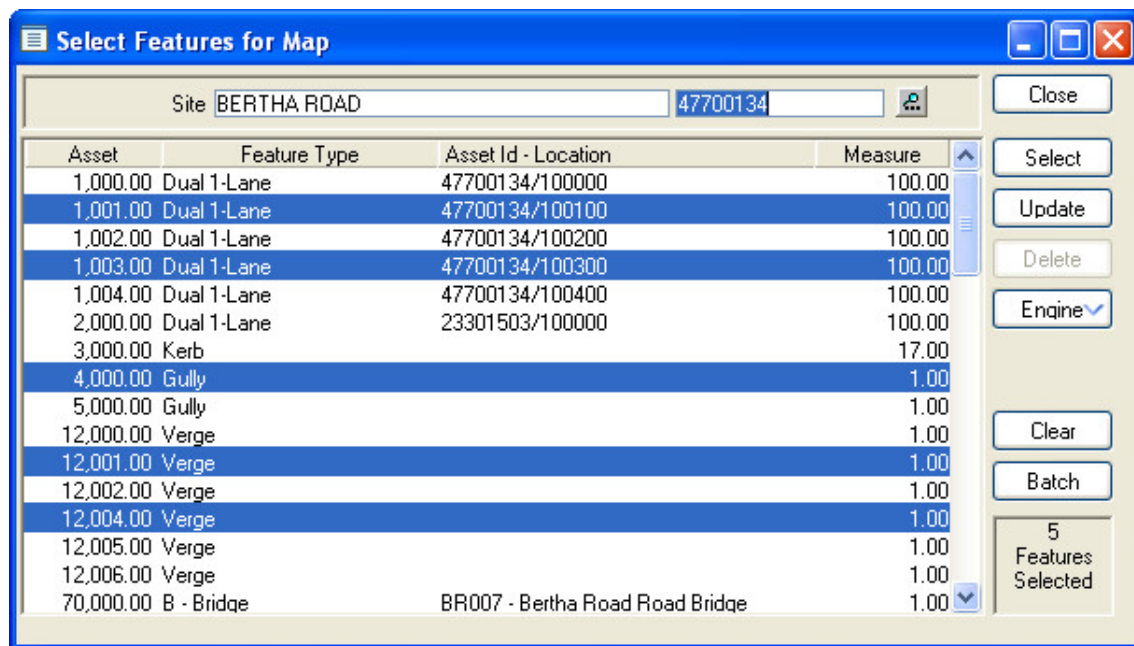 Select Features for Map
Site BERTHA ROAD 47700134
Close
Asset Feature Type Asset Id - Location Measure
1,000.00 Dual 1-Lane 47700134/100000 100.00
1,001.00 Dual 1-Lane 47700134/100100 100.00
1,002.00 Dual 1-Lane 47700134/100200 100.00
1,003.00 Dual 1-Lane 47700134/100300 100.00
1,004.00 Dual 1-Lane 47700134/100400 100.00
2,000.00 Dual 1-Lane 23301503/100000 100.00
3,000.00 Kerb 17.00
4,000.00 Gully 1.00
5,000.00 Gully 1.00
12,000.00 Verge 1.00
12,001.00 Verge 1.00
12,002.00 Verge 1.00
12,004.00 Verge 1.00
12,005.00 Verge 1.00
12,006.00 Verge 1.00
70,000.00 B - Bridge BR007 - Bertha Road Road Bridge 1.00
Select
Update
Delete
Engine
Clear
Batch
5
Features
Selected